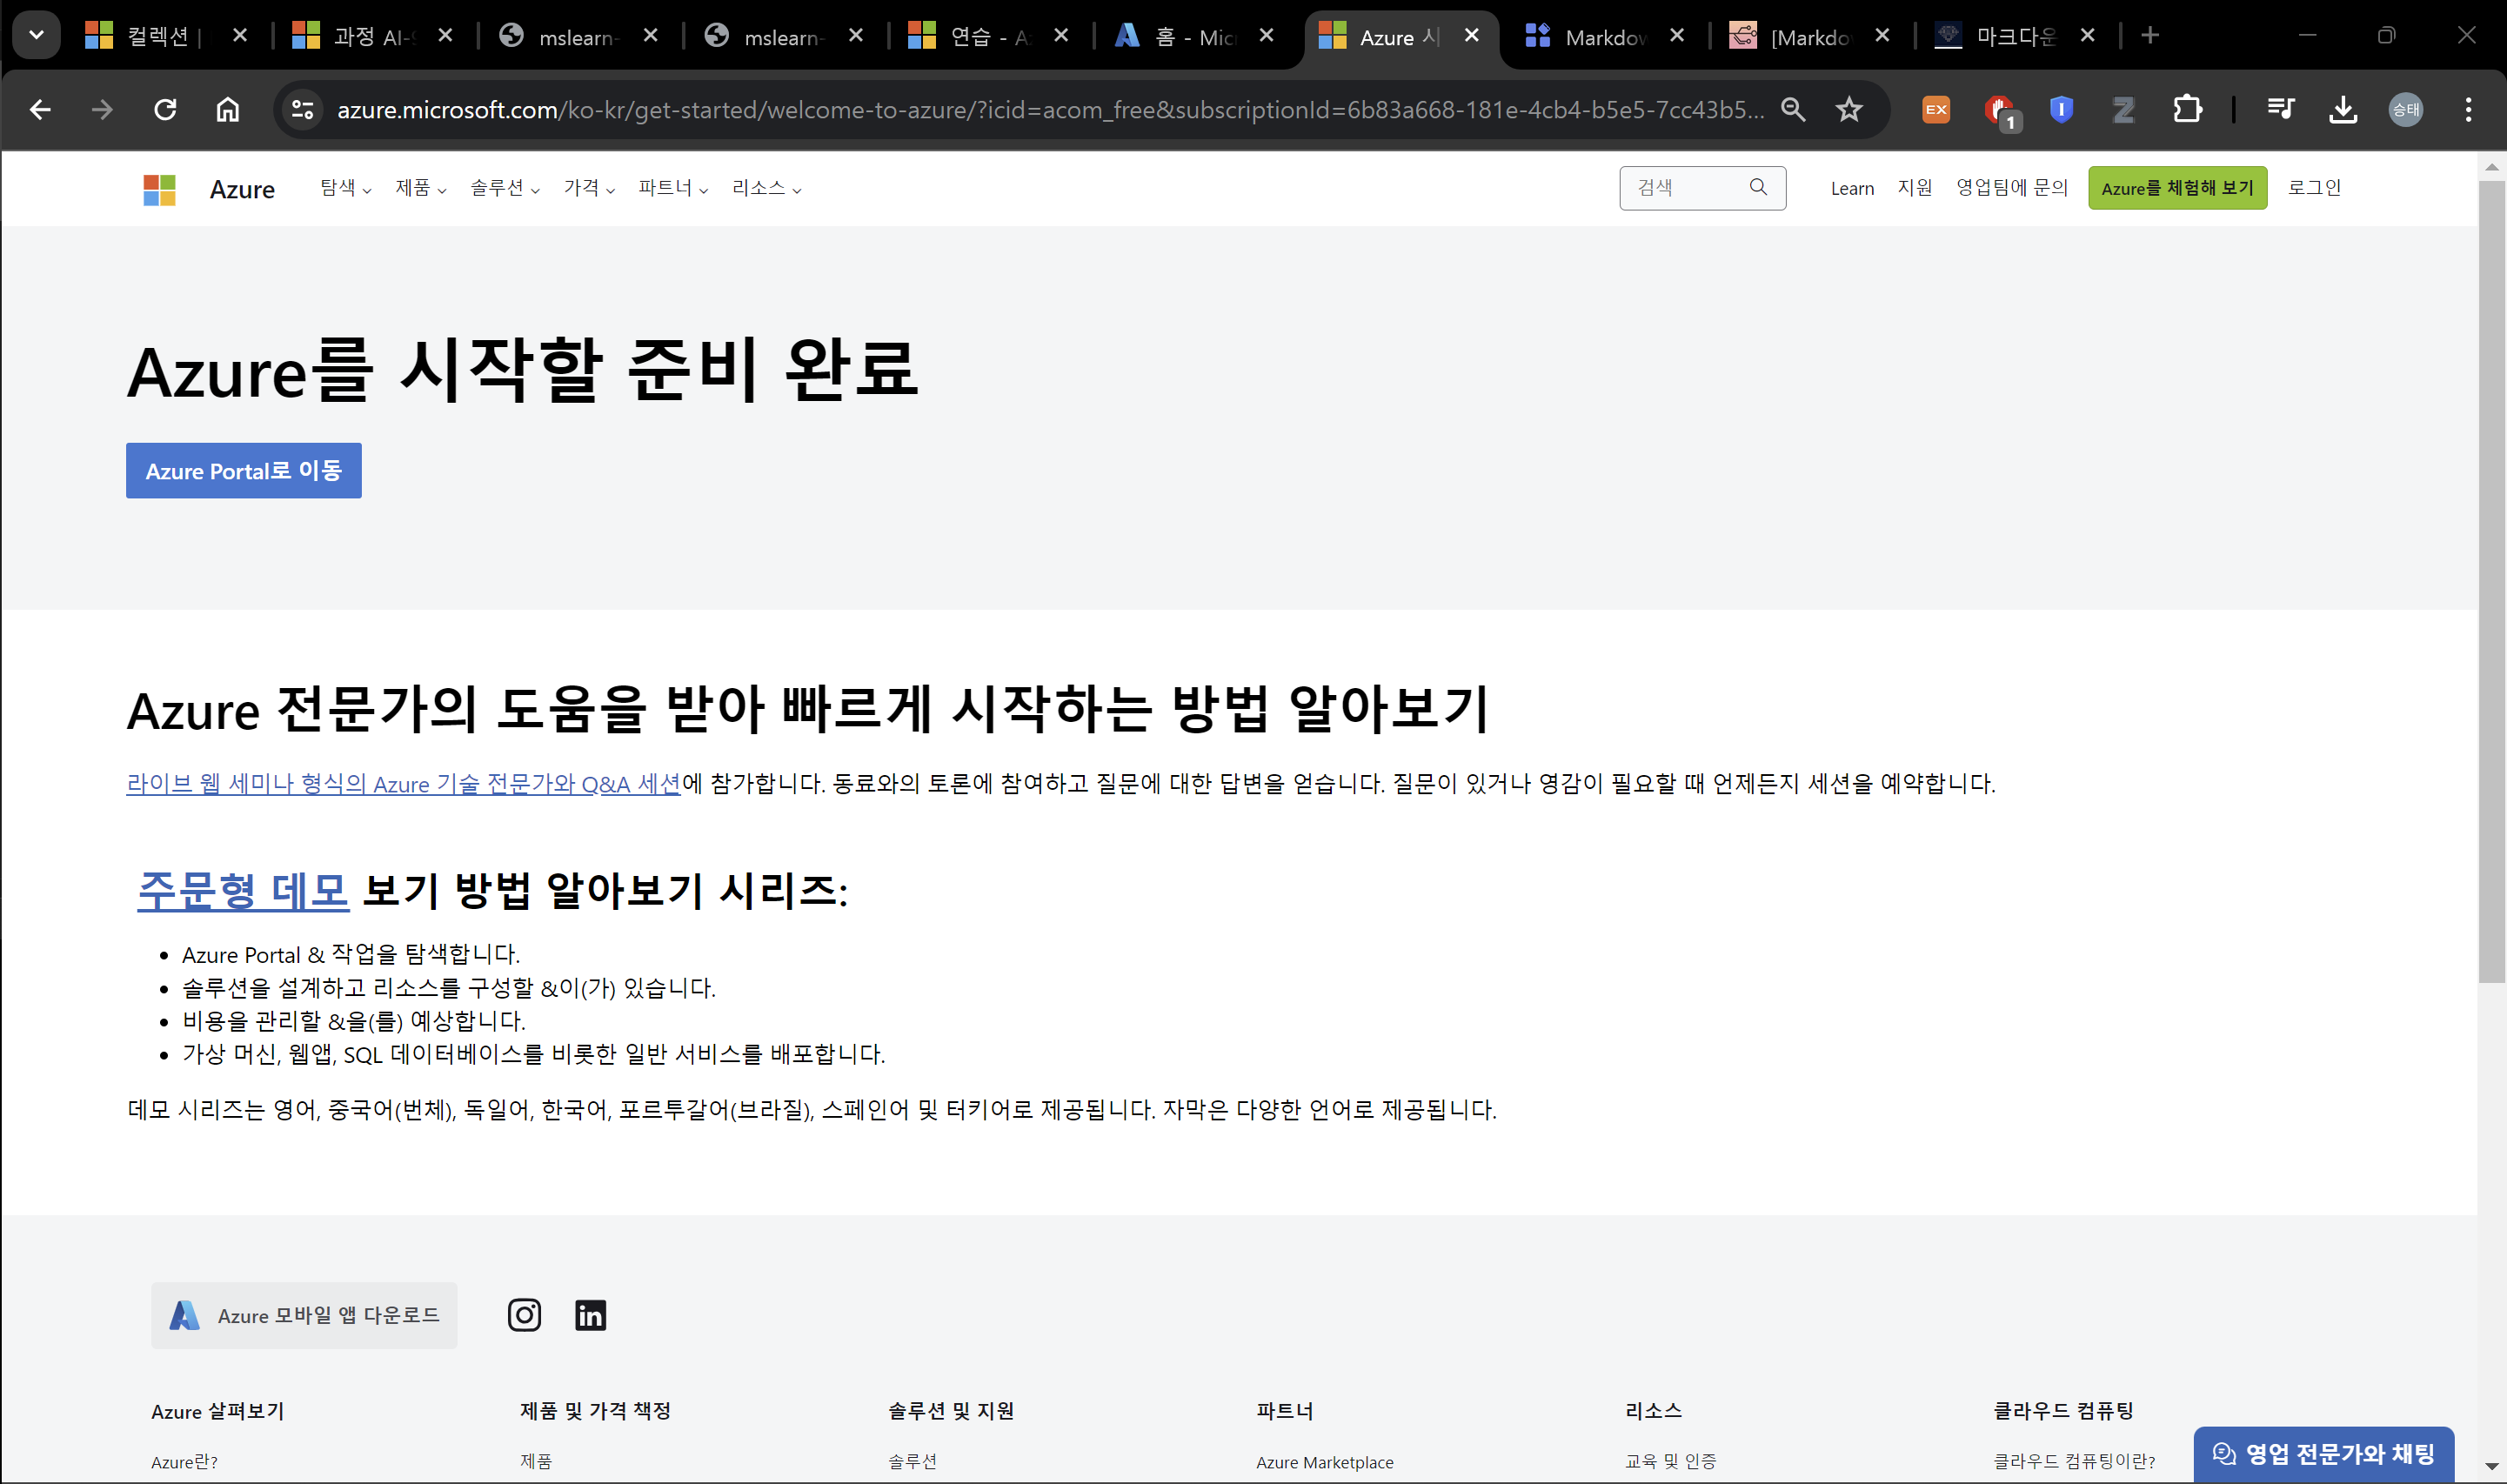 컬렉션 |
과정 AI-9
mslearn-
mslearn-
연습 - A
홈 - Mic
Azure 시
Markdow
[Markdo
마크다운
azure.microsoft.com/ko-kr/get-started/welcome-to-azure/?icid=acom_free&subscriptionId=6b83a668-181e-4cb4-b5e5-7cc43b5...
EX
1
승태
Azure 탐색 제품 솔루션 가격 파트너 리소스 검색 Learn 지원 영업팀에 문의 Azure를 체험해 보기 로그인
Azure를 시작할 준비 완료
Azure Portal로 이동
Azure 전문가의 도움을 받아 빠르게 시작하는 방법 알아보기
라이브 웹 세미나 형식의 Azure 기술 전문가와 Q&A 세션에 참가합니다. 동료와의 토론에 참여하고 질문에 대한 답변을 얻습니다. 질문이 있거나 영감이 필요할 때 언제든지 세션을 예약합니다.
주문형 데모 보기 방법 알아보기 시리즈:
• Azure Portal & 작업을 탐색합니다.
• 솔루션을 설계하고 리소스를 구성할 &이(가) 있습니다.
• 비용을 관리할 &을(를) 예상합니다.
• 가상 머신, 웹앱, SQL 데이터베이스를 비롯한 일반 서비스를 배포합니다.
데모 시리즈는 영어, 중국어(번체), 독일어, 한국어, 포르투갈어(브라질), 스페인어 및 터키어로 제공됩니다. 자막은 다양한 언어로 제공됩니다.
Azure 모바일 앱 다운로드
Azure 살펴보기 제품 및 가격 책정 솔루션 및 지원 파트너 리소스 클라우드 컴퓨팅
Azure란? 제품 솔루션 Azure Marketplace 교육 및 인증 클라우드 컴퓨팅이란?
영업 전문가와 채팅